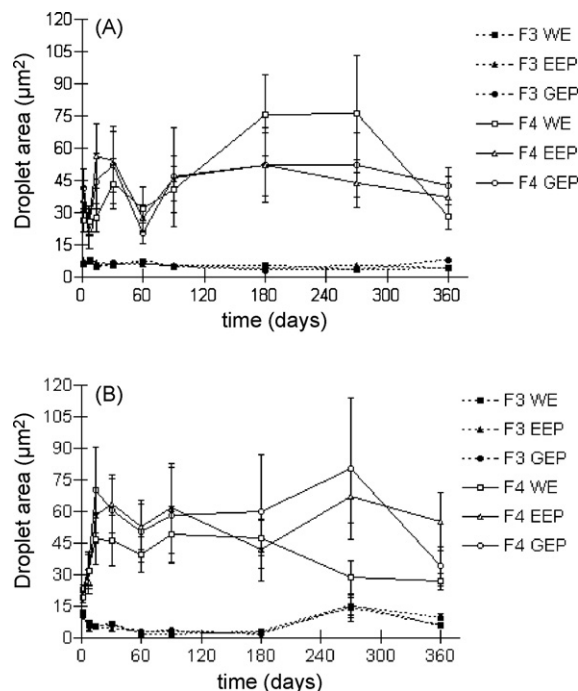 (A)
Droplet area (µm²)
120
105
90
75
60
45
30
15
0
0 60 120 180 240 300 360
time (days)
F3 WE
F3 EEP
F3 GEP
F4 WE
F4 EEP
F4 GEP
(B)
Droplet area (µm²)
120
105
90
75
60
45
30
15
0
0 60 120 180 240 300 360
time (days)
F3 WE
F3 EEP
F3 GEP
F4 WE
F4 EEP
F4 GEP